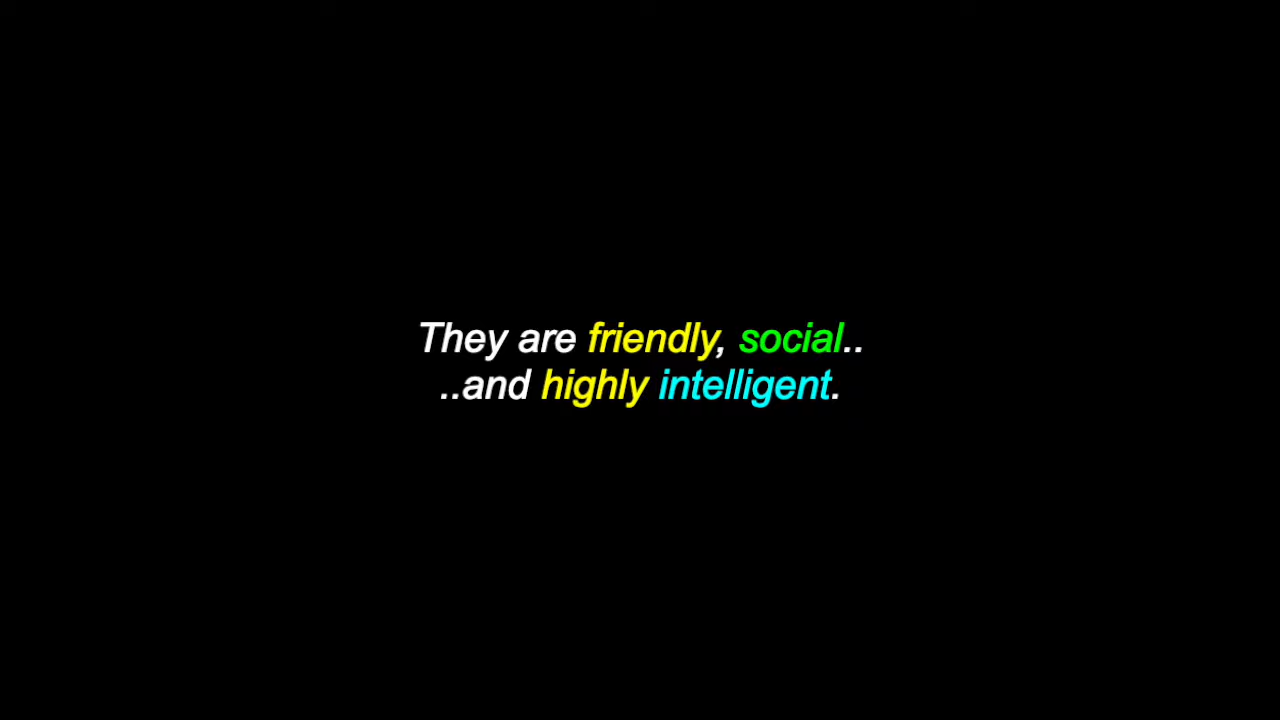 They are friendly, social..
..and highly intelligent.